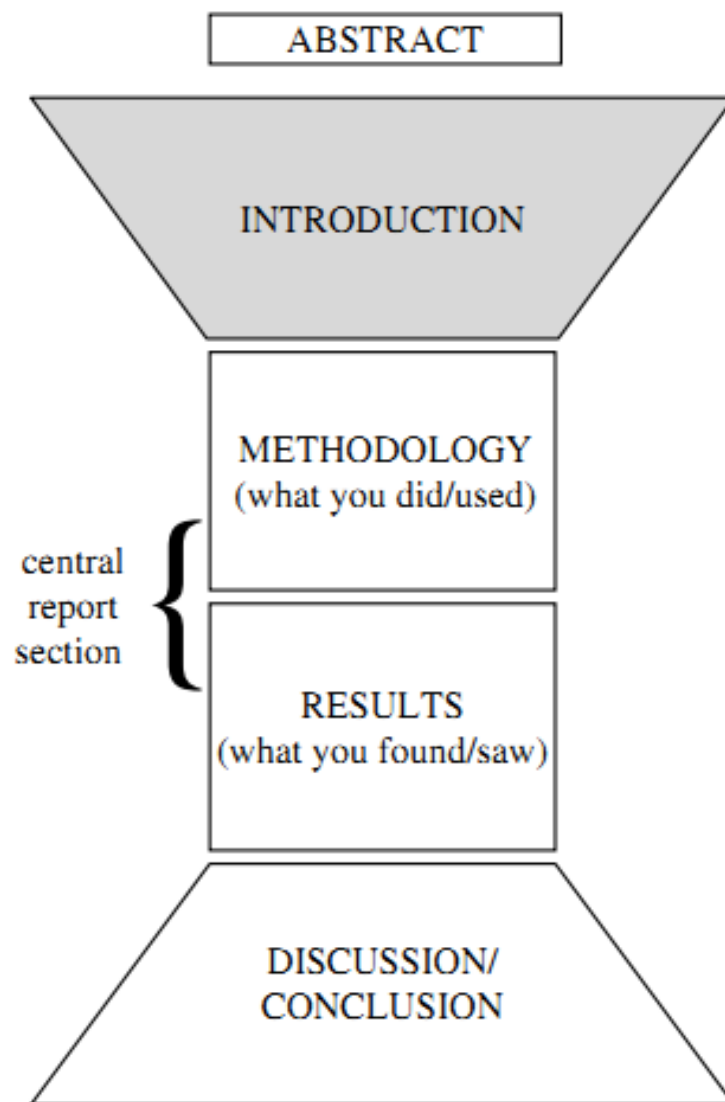 ABSTRACT
INTRODUCTION
METHODOLOGY
(what you did/used)
central
report
section
RESULTS
(what you found/saw)
DISCUSSION/
CONCLUSION